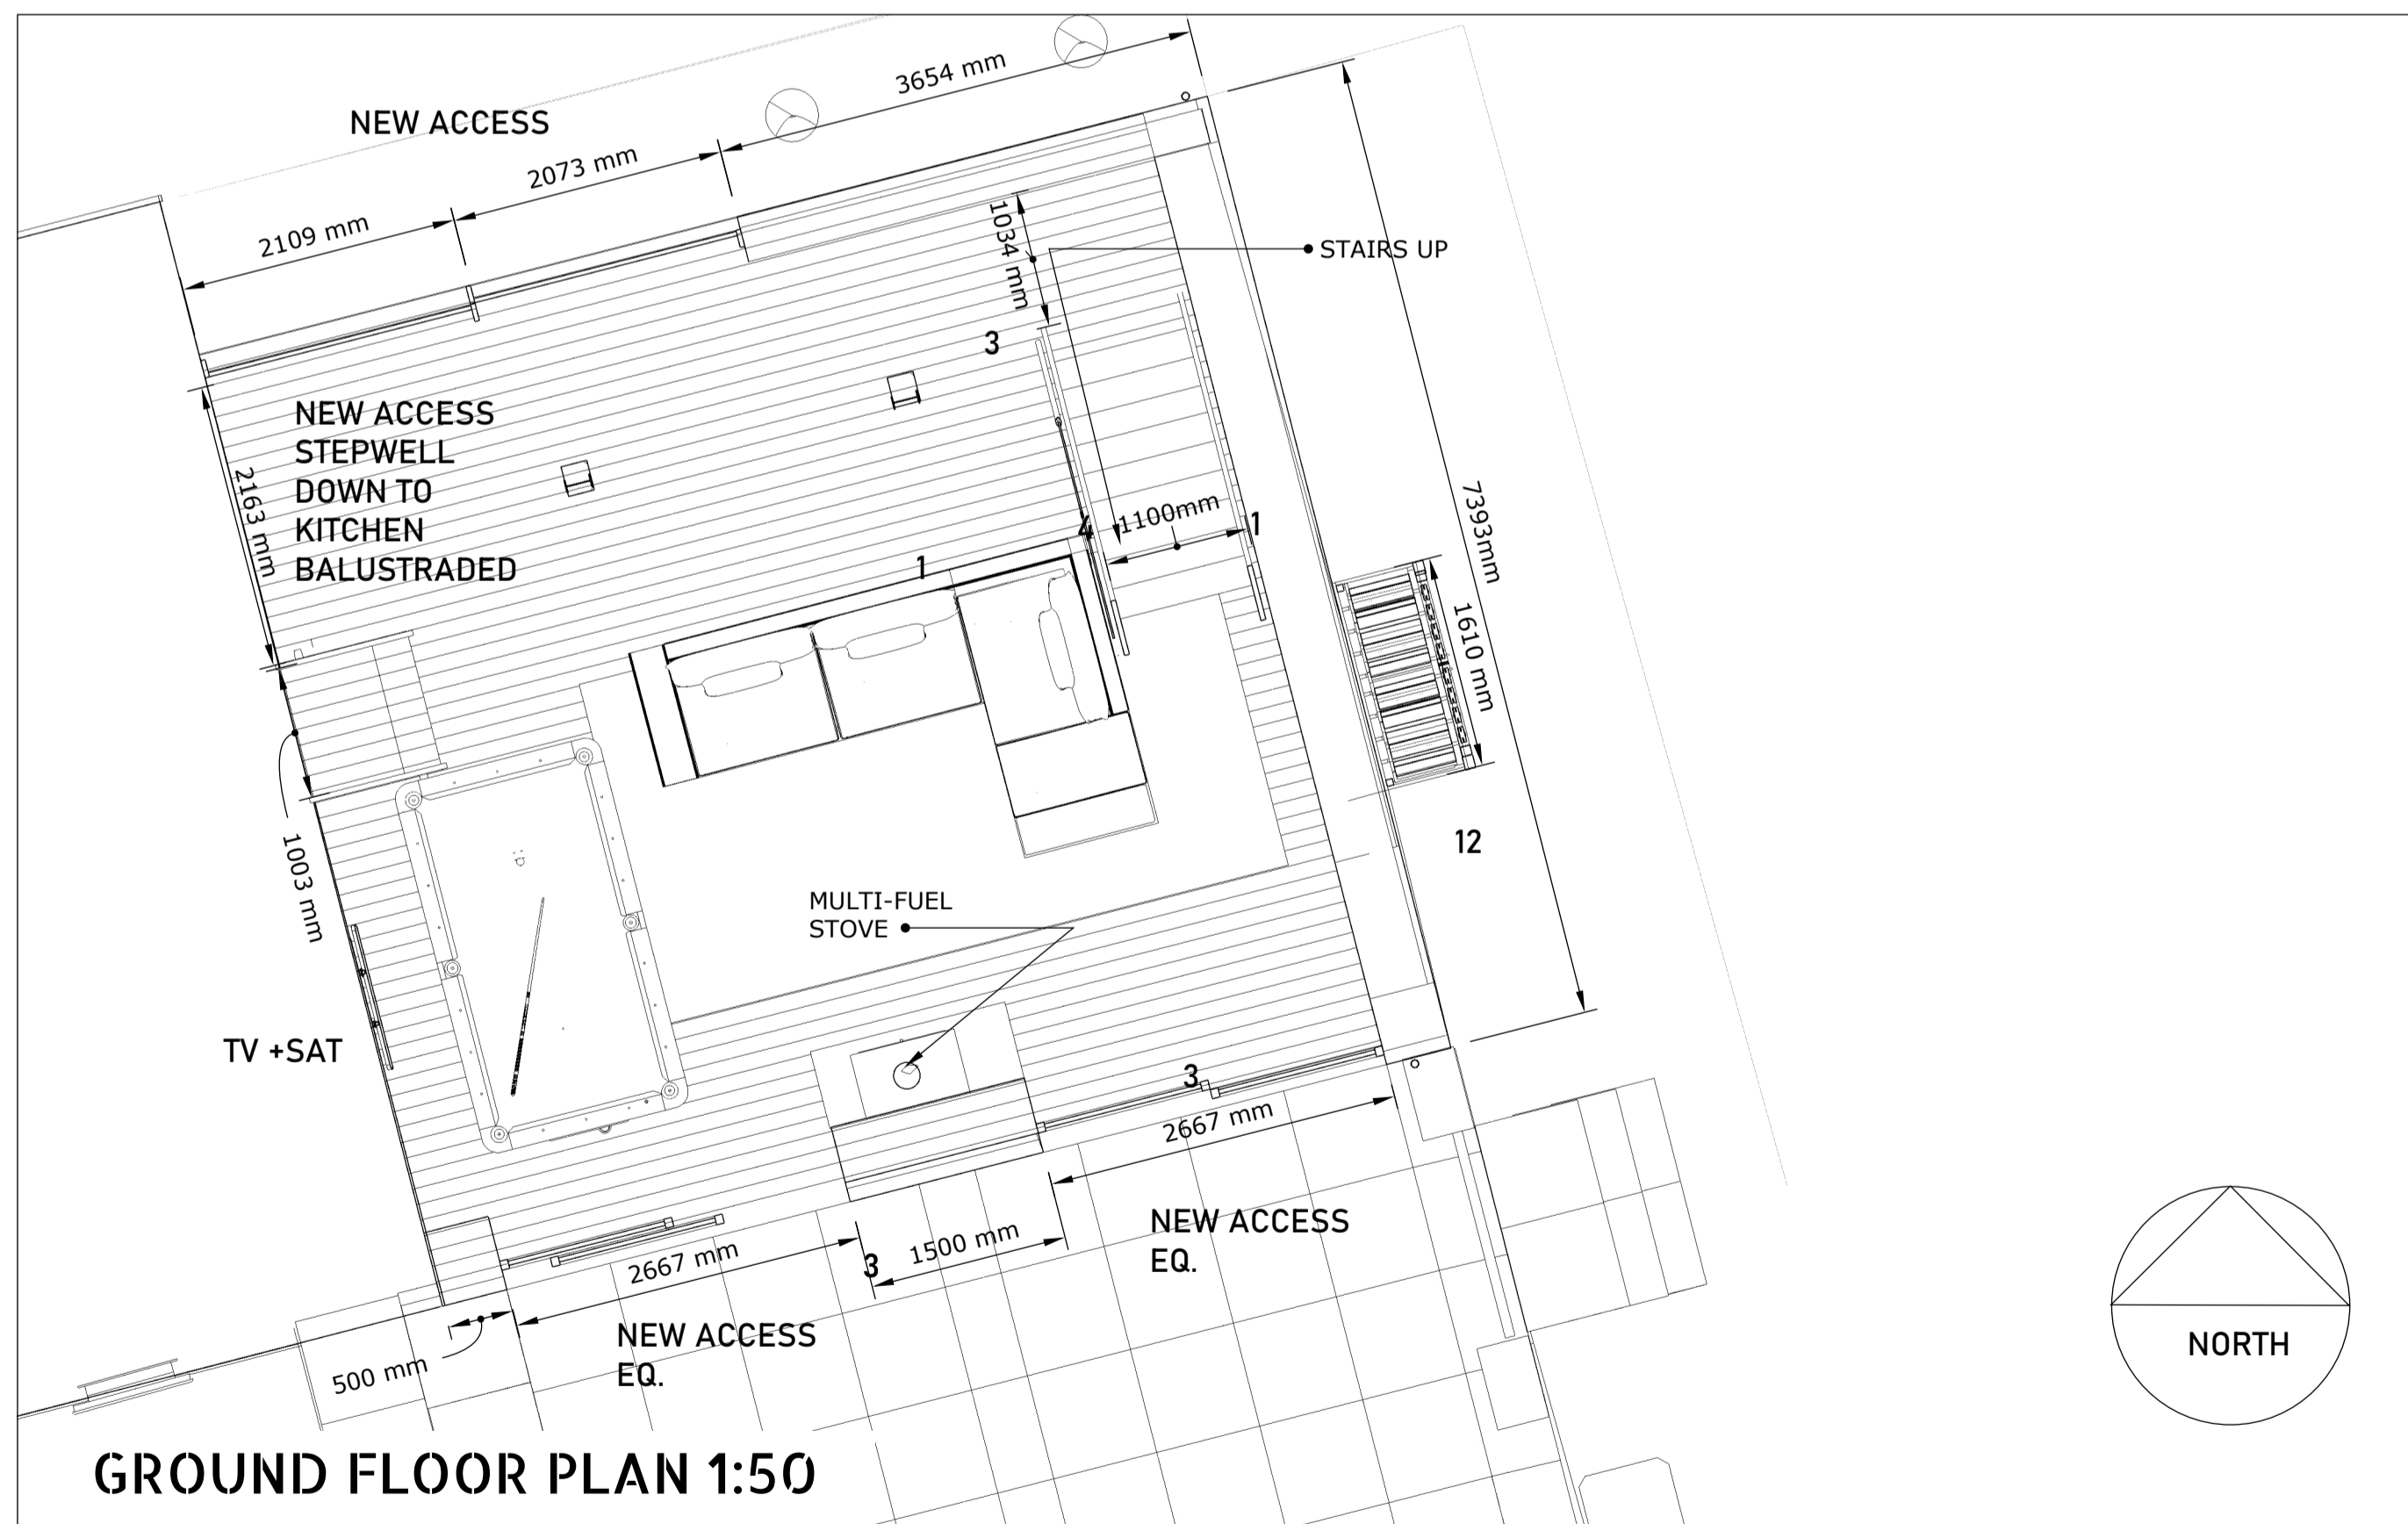 3654 mm
NEW ACCESS
2073 mm
2109 mm
1034 mm
STAIRS UP
3
NEW ACCESS
STEPWELL
DOWN TO
KITCHEN
BALUSTRADED
2163 mm
4
1100mm
1
1
7393mm
1610 mm
12
1003 mm
MULTI-FUEL
STOVE
TV +SAT
3
2667 mm
NEW ACCESS
EQ.
1500 mm
3
2667 mm
NEW ACCESS
EQ.
500 mm
NORTH
GROUND FLOOR PLAN 1:50